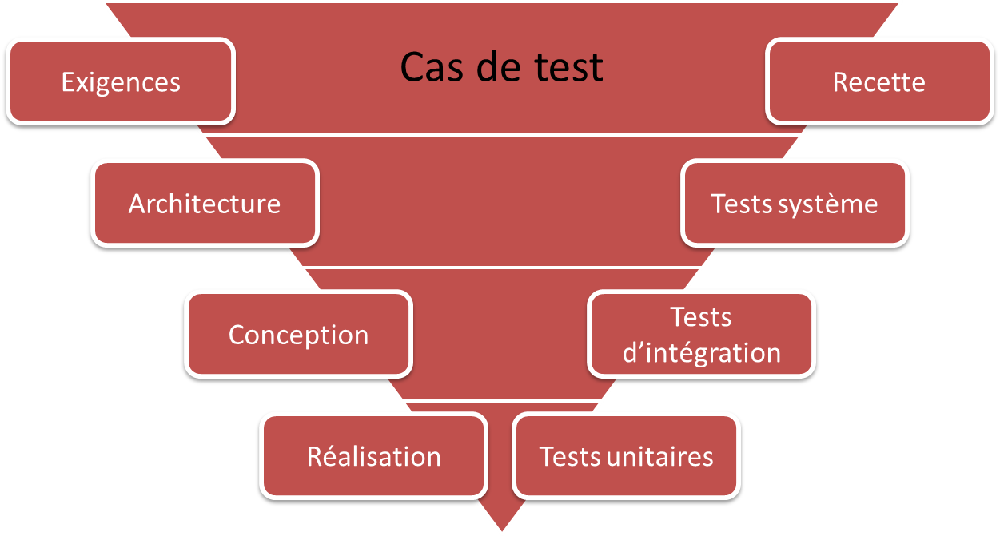 Cas de test
Exigences
Recette
Architecture
Tests système
Conception
Tests
d’intégration
Réalisation
Tests unitaires